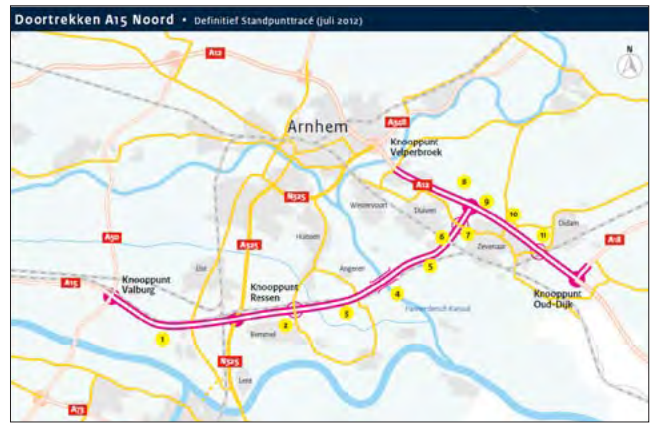 Doortrekken A15 Noord • Definitief Standpunttracé (juli 2012)
N
A12
Arnhem
A348
Knooppunt
Velperbroek
A12
8
9
10
11
Didam
Westervoort
Duiven
N325
6
7
Zevenaar
A18
A50
A325
Huissen
Elst
Angeren
5
Knooppunt
Valburg
A15
Knooppunt
Ressen
4
Knooppunt
Oud-Dijk
3
Pannerdensch Kanaal
2
1
Bemmel
N325
Lent
A73